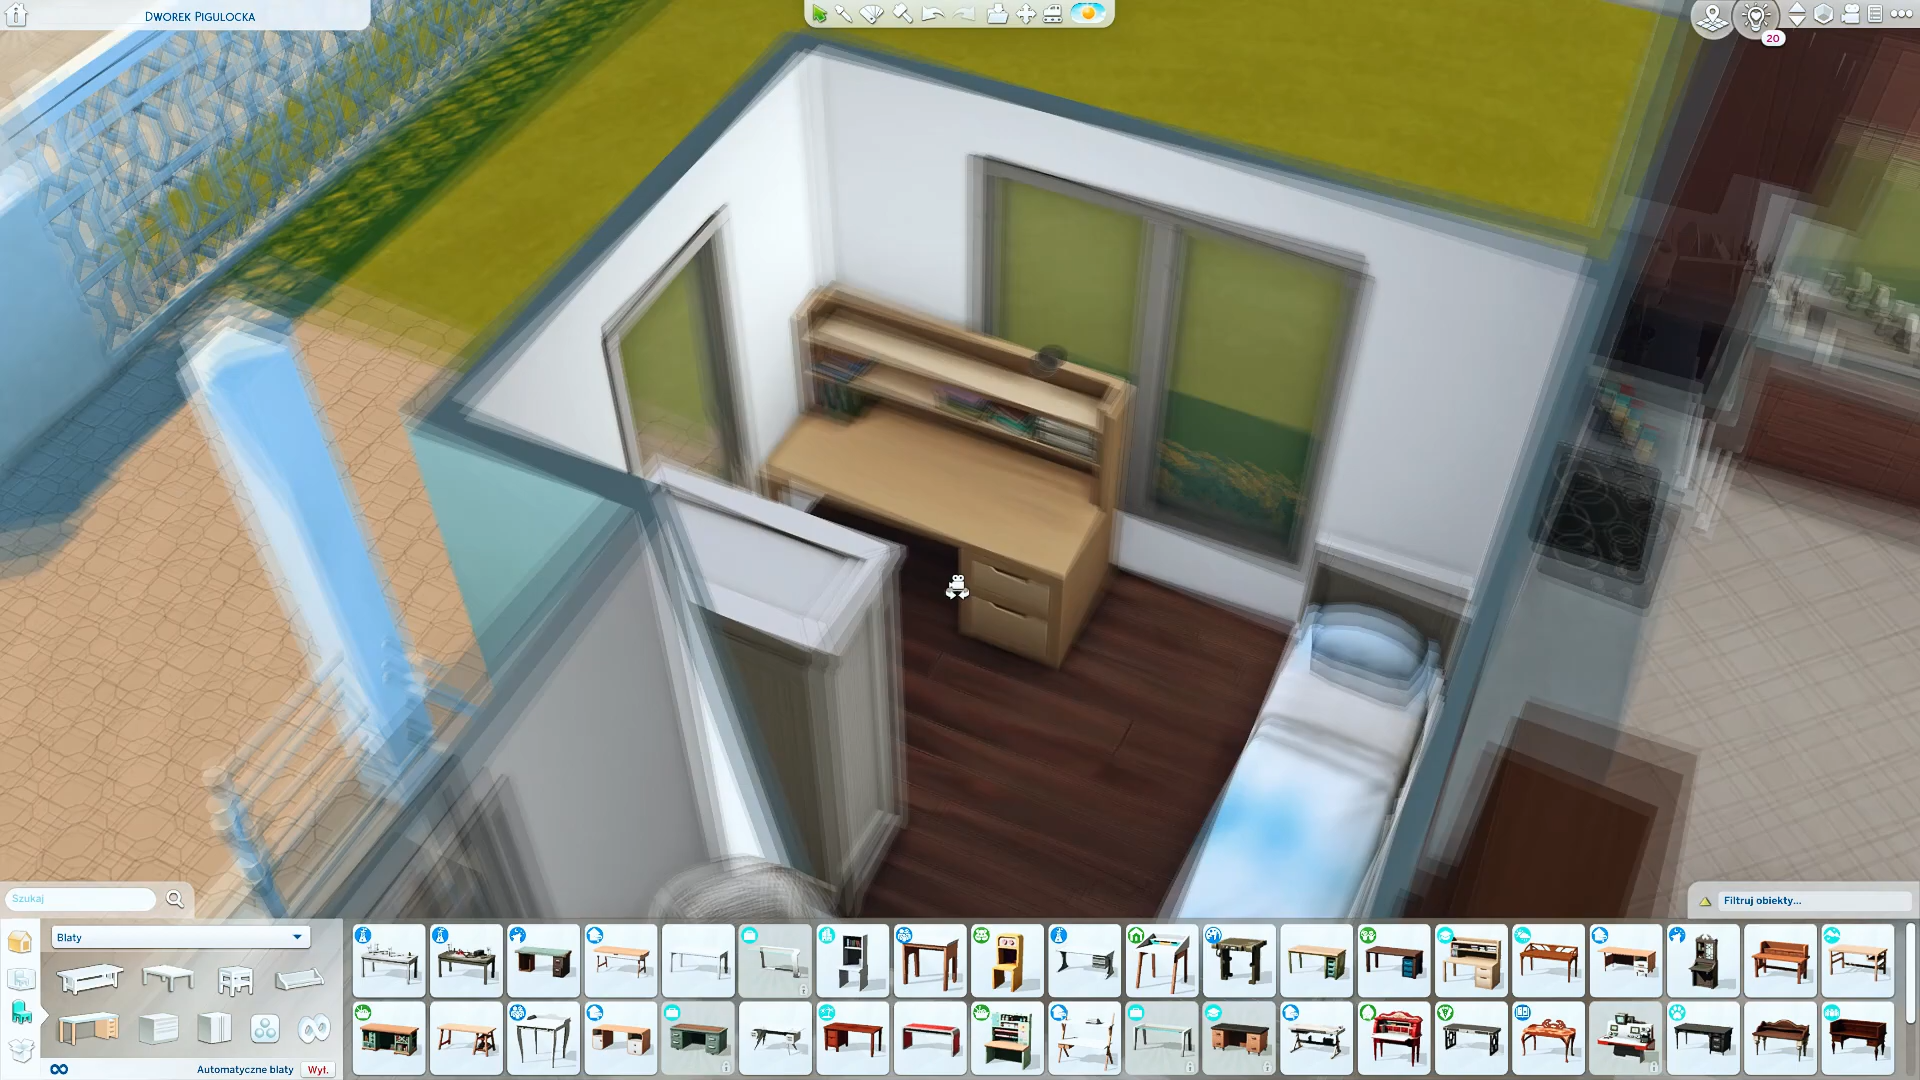 DWOREK PIGULOCKA
20
Szukaj
Filtruj obiekty...
Blaty
Automatyczne blaty Wył.